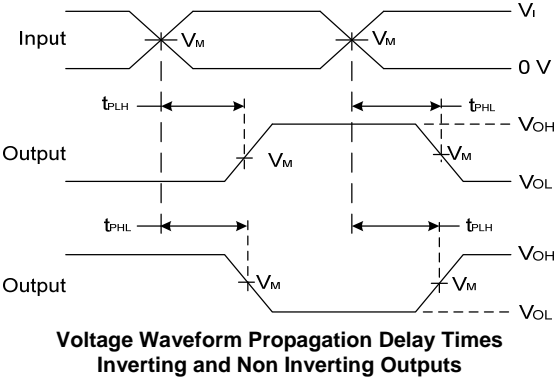 VI
Input
VM
VM
0 V
tPLH
tPHL
VOH
Output
VM
VM
VOL
tPHL
tPLH
VOH
Output
VM
VM
VOL
Voltage Waveform Propagation Delay Times
Inverting and Non Inverting Outputs